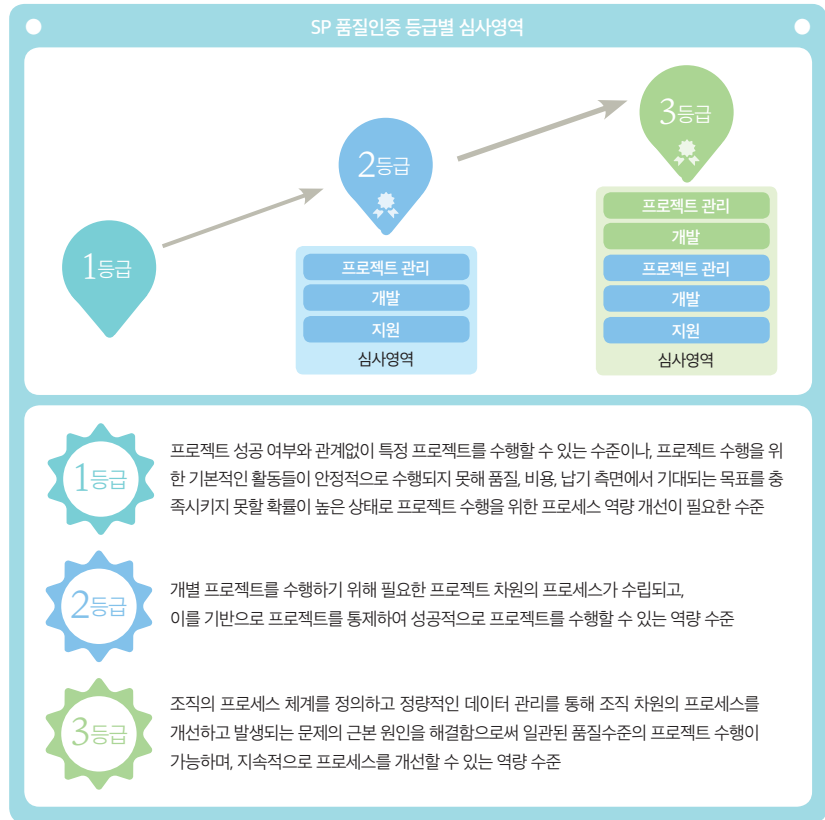 SP 품질인증 등급별 심사영역
3등급
2등급
1등급
프로젝트 관리
개발
프로젝트 관리
개발
지원
심사영역
프로젝트 관리
개발
지원
심사영역
1등급
프로젝트 성공 여부와 관계없이 특정 프로젝트를 수행할 수 있는 수준이나, 프로젝트 수행을 위
한 기본적인 활동들이 안정적으로 수행되지 못해 품질, 비용, 납기 측면에서 기대되는 목표를 충
족시키지 못할 확률이 높은 상태로 프로젝트 수행을 위한 프로세스 역량 개선이 필요한 수준
2등급
개별 프로젝트를 수행하기 위해 필요한 프로젝트 차원의 프로세스가 수립되고,
이를 기반으로 프로젝트를 통제하여 성공적으로 프로젝트를 수행할 수 있는 역량 수준
3등급
조직의 프로세스 체계를 정의하고 정량적인 데이터 관리를 통해 조직 차원의 프로세스를
개선하고 발생되는 문제의 근본 원인을 해결함으로써 일관된 품질수준의 프로젝트 수행이
가능하며, 지속적으로 프로세스를 개선할 수 있는 역량 수준